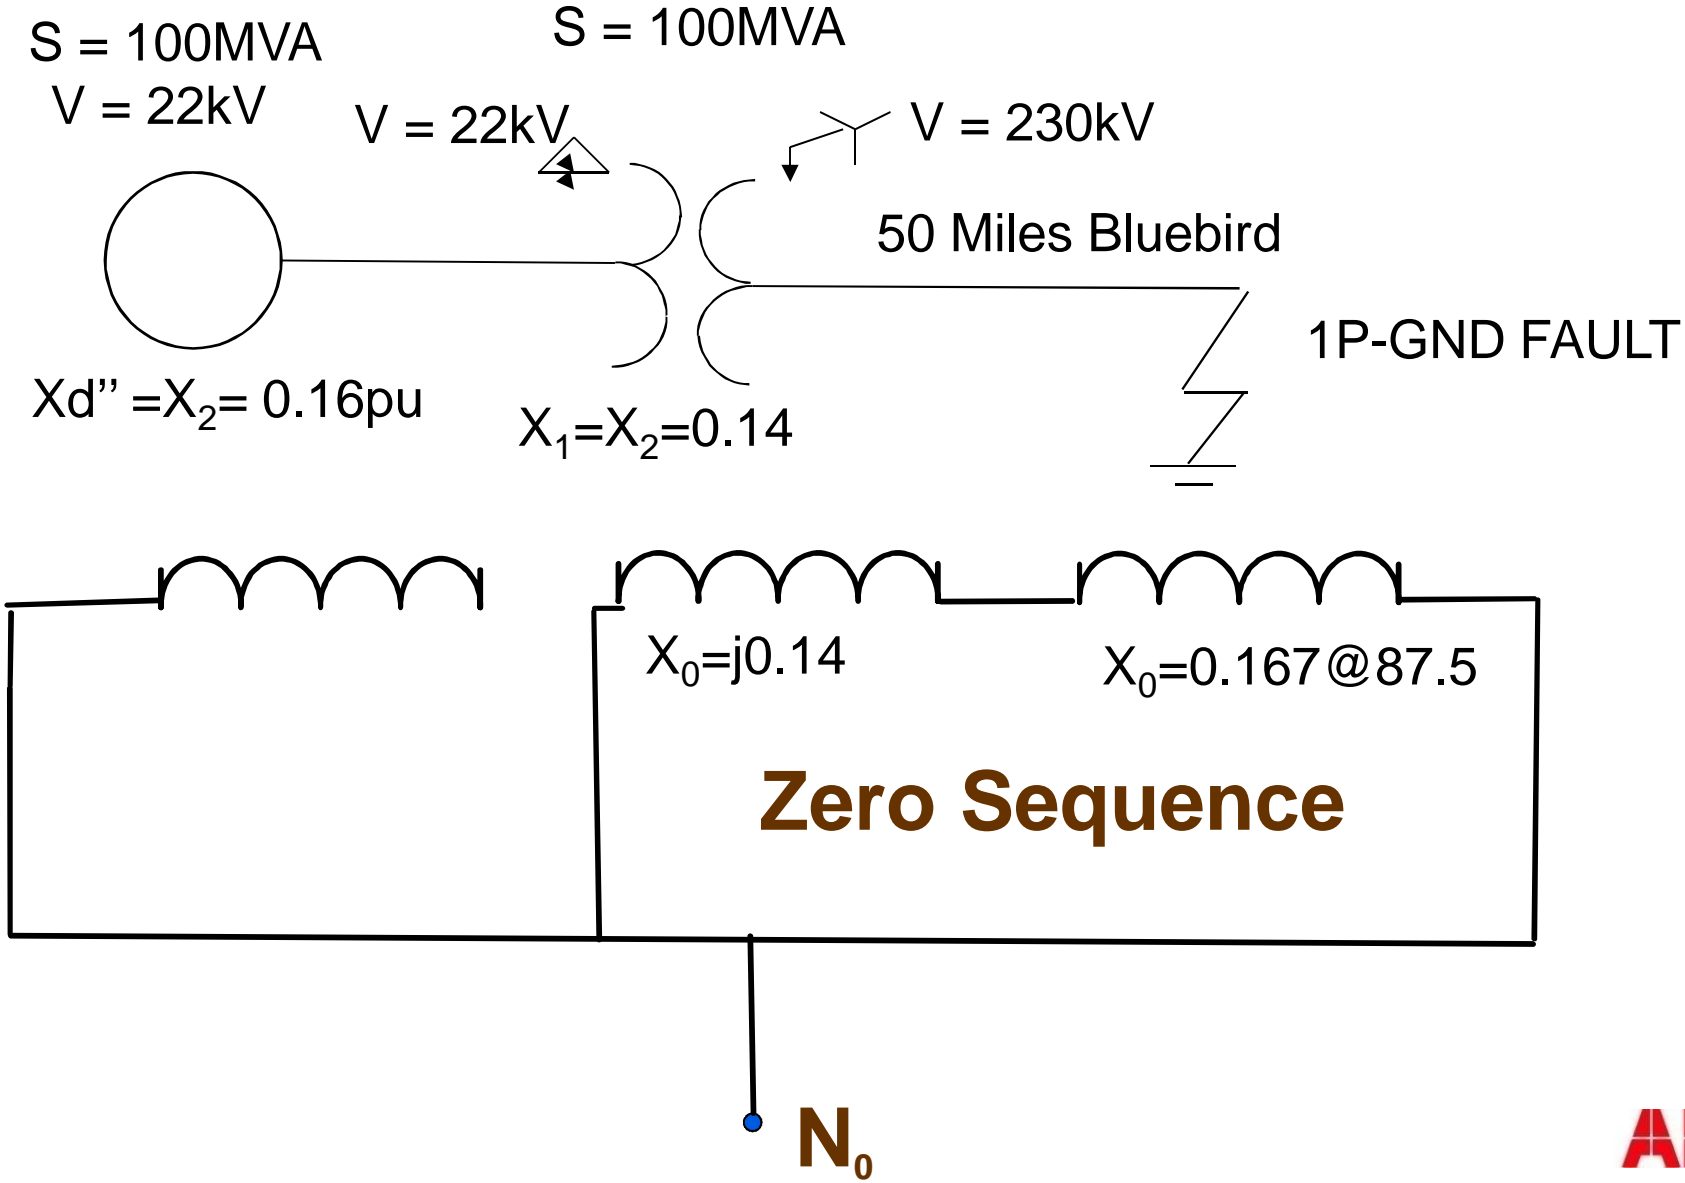 S = 100MVA
V = 22kV
S = 100MVA
V = 22kV
V = 230kV
50 Miles Bluebird
1P-GND FAULT
Xd’’ =X₂= 0.16pu
X₁=X₂=0.14
X₀=j0.14
X₀=0.167@87.5
Zero Sequence
N₀